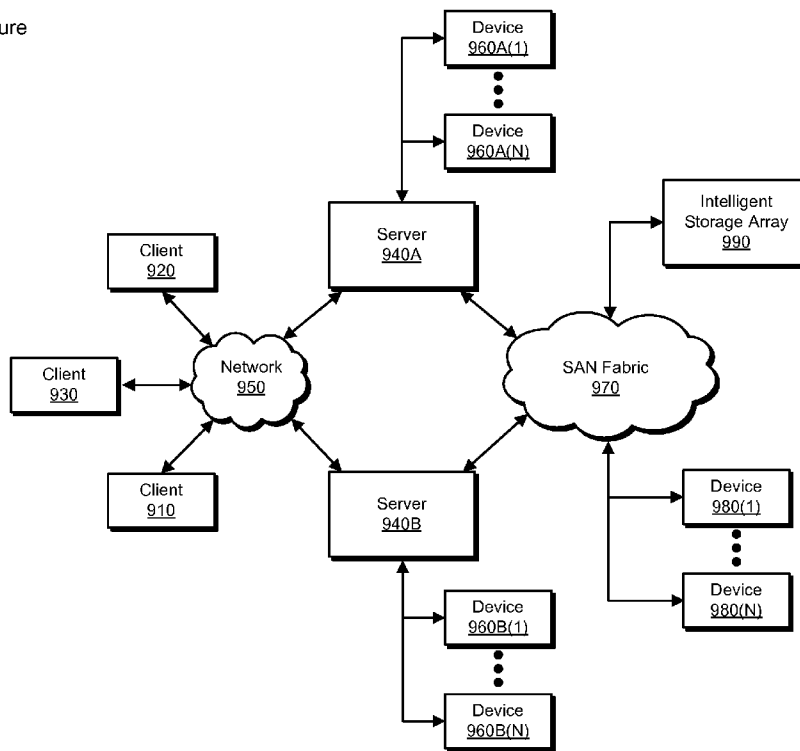 ure
Device
960A(1)
Device
960A(N)
Intelligent
Storage Array
990
Server
940A
Client
920
Network
950
SAN Fabric
970
Client
930
Client
910
Server
940B
Device
980(1)
Device
980(N)
Device
960B(1)
Device
960B(N)